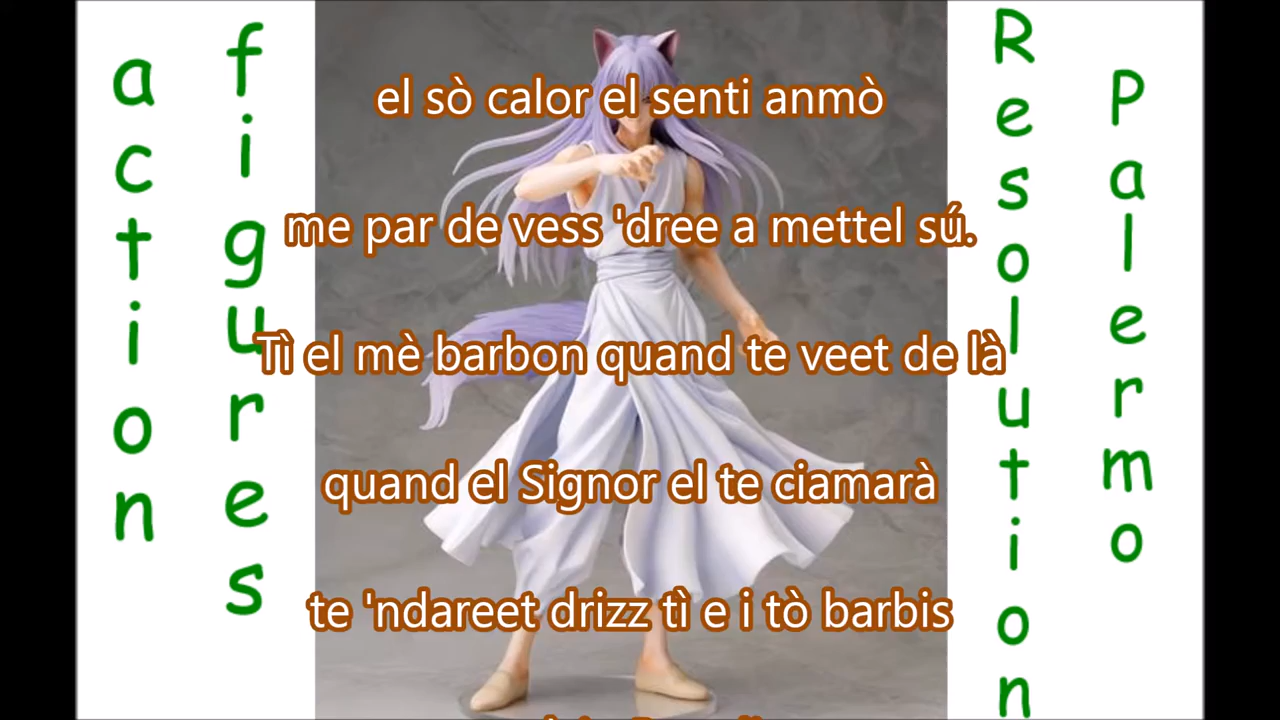 action
figures
el sò calor el senti anmò
me par de vess 'dree a mettel sú.
Tì el mè barbon quand te veet de là
quand el Signor el te ciamarà
te 'ndareet drizz tì e i tò barbis
Resolution
Palermo